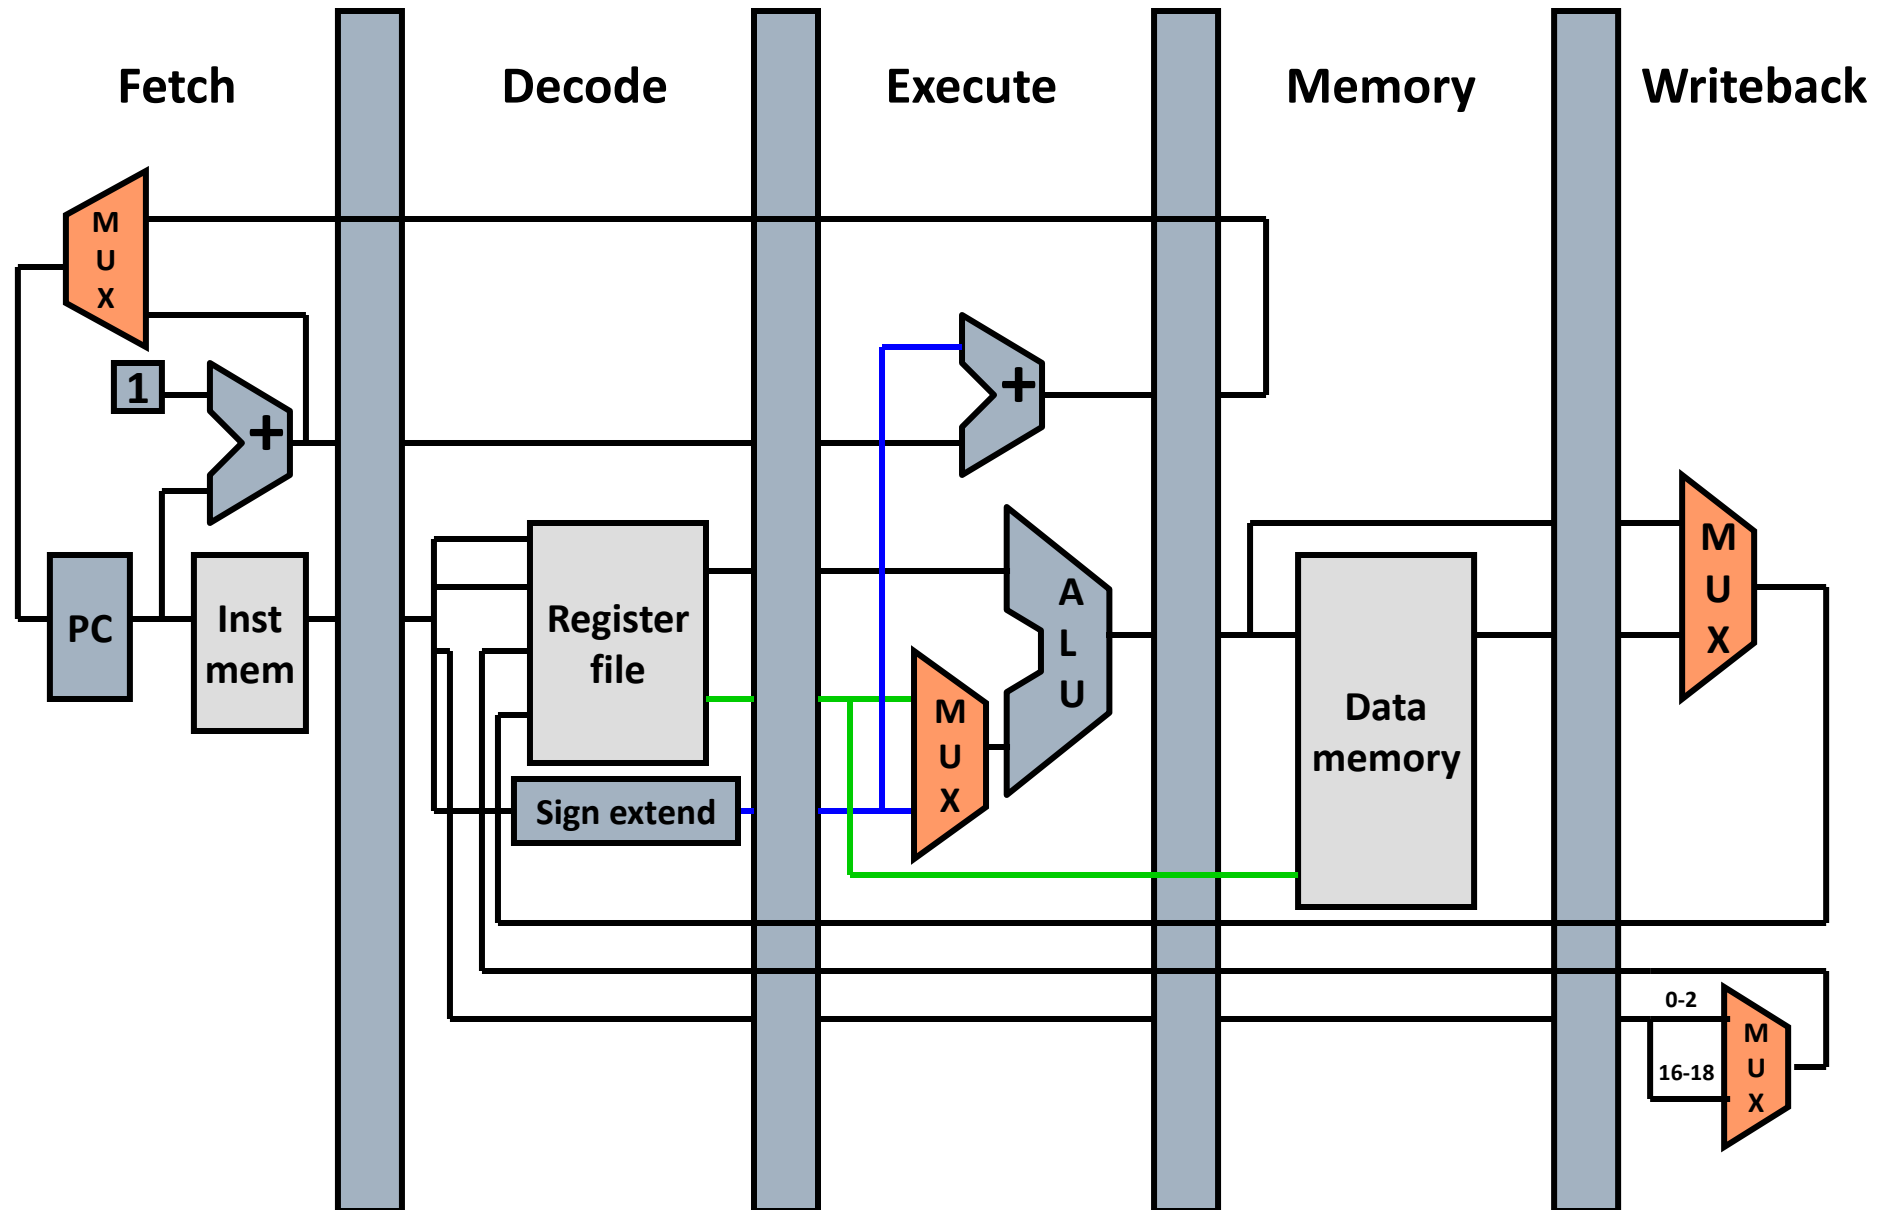 Fetch
Decode
Execute
Memory
Writeback
M
U
X
1
+
+
PC
Inst
mem
Register
file
Sign extend
M
U
X
A
L
U
Data
memory
M
U
X
0-2
16-18
M
U
X